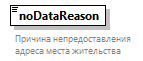 noDataReason
Причина непредоставления
адреса места жительства